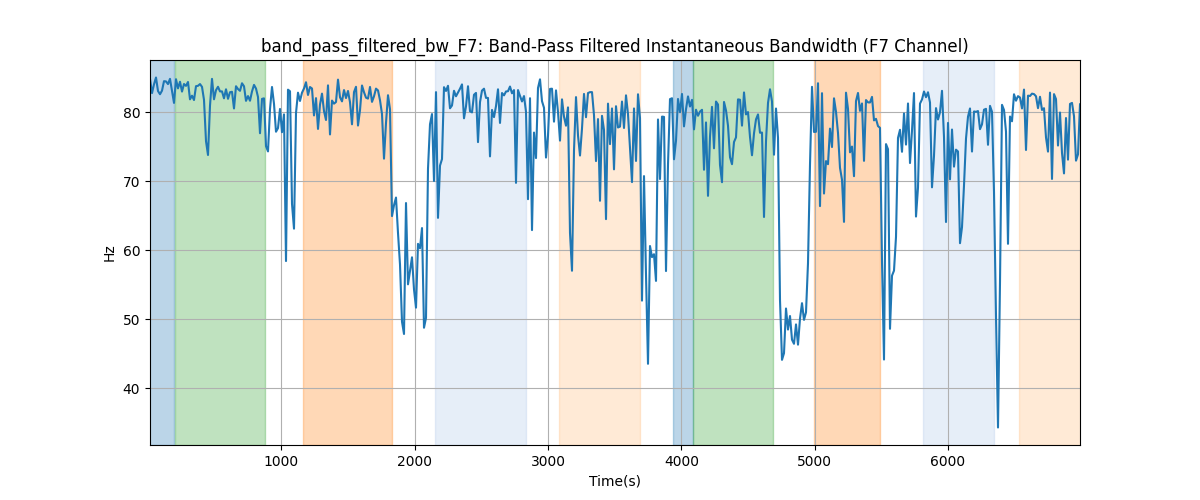 band_pass_filtered_bw_F7: Band-Pass Filtered Instantaneous Bandwidth (F7 Channel)
80
70
60
50
40
Hz
1000 2000 3000 4000 5000 6000
Time(s)